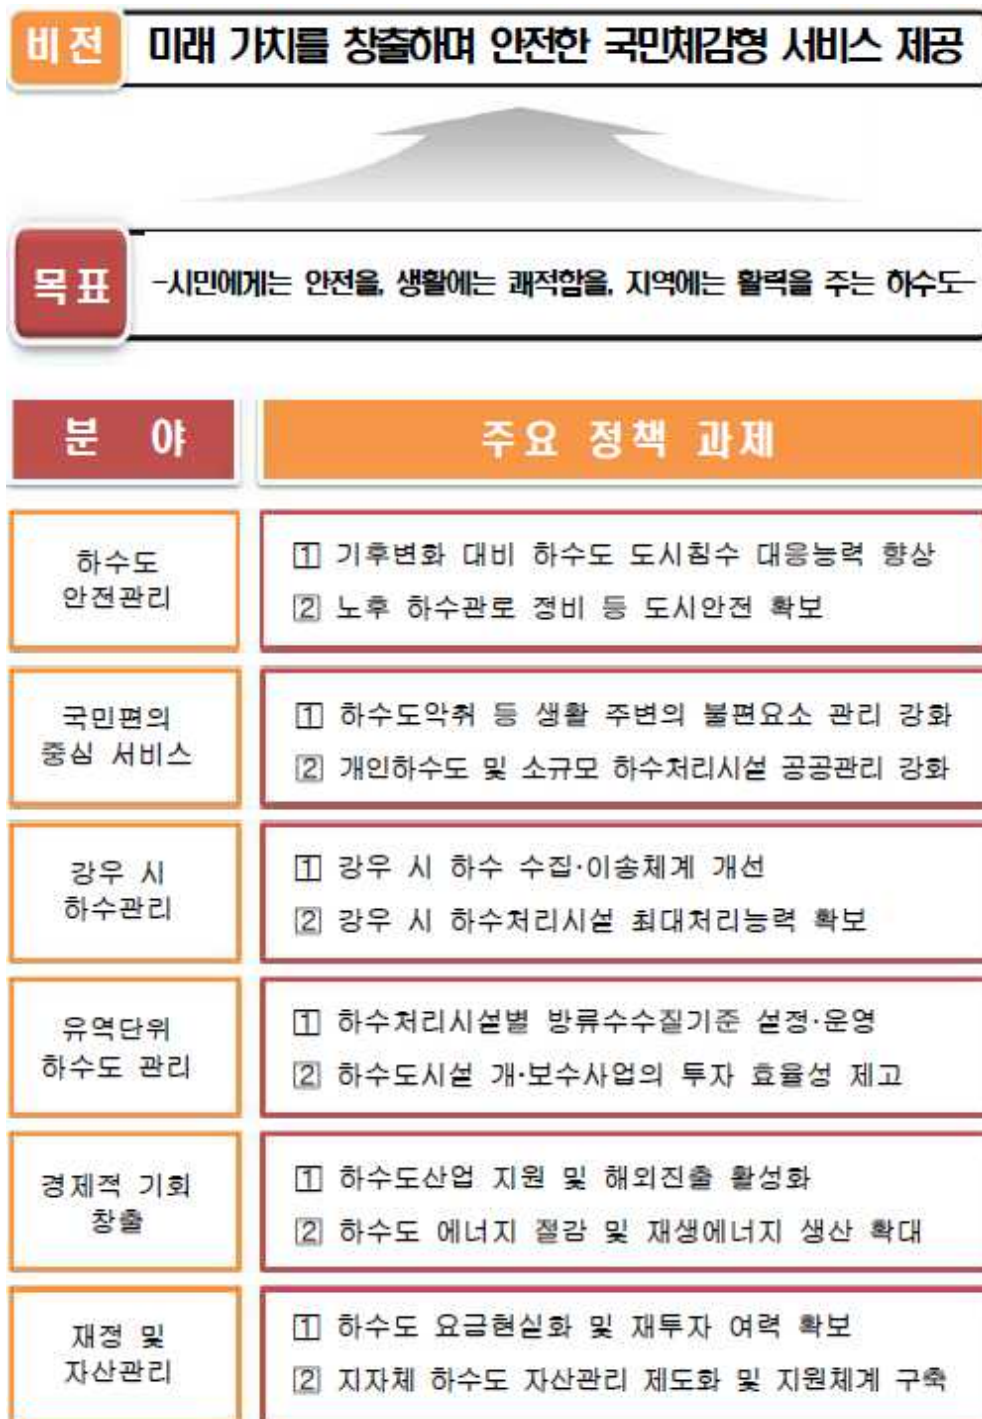 비전 미래 가치를 창출하며 안전한 국민체감형 서비스 제공
목표 -시민에게는 안전을, 생활에는 쾌적함을, 지역에는 활력을 주는 하수도-
분 야 주요 정책 과제
하수도
안전관리
1 기후변화 대비 하수도 도시침수 대응능력 향상
2 노후 하수관로 정비 등 도시안전 확보
국민편의
중심 서비스
1 하수도악취 등 생활 주변의 불편요소 관리 강화
2 개인하수도 및 소규모 하수처리시설 공공관리 강화
강우 시
하수관리
1 강우 시 하수 수집·이송체계 개선
2 강우 시 하수처리시설 최대처리능력 확보
유역단위
하수도 관리
1 하수처리시설별 방류수수질기준 설정·운영
2 하수도시설 개·보수사업의 투자 효율성 제고
경제적 기회
창출
1 하수도산업 지원 및 해외진출 활성화
2 하수도 에너지 절감 및 재생에너지 생산 확대
재정 및
자산관리
1 하수도 요금현실화 및 재투자 여력 확보
2 지자체 하수도 자산관리 제도화 및 지원체계 구축